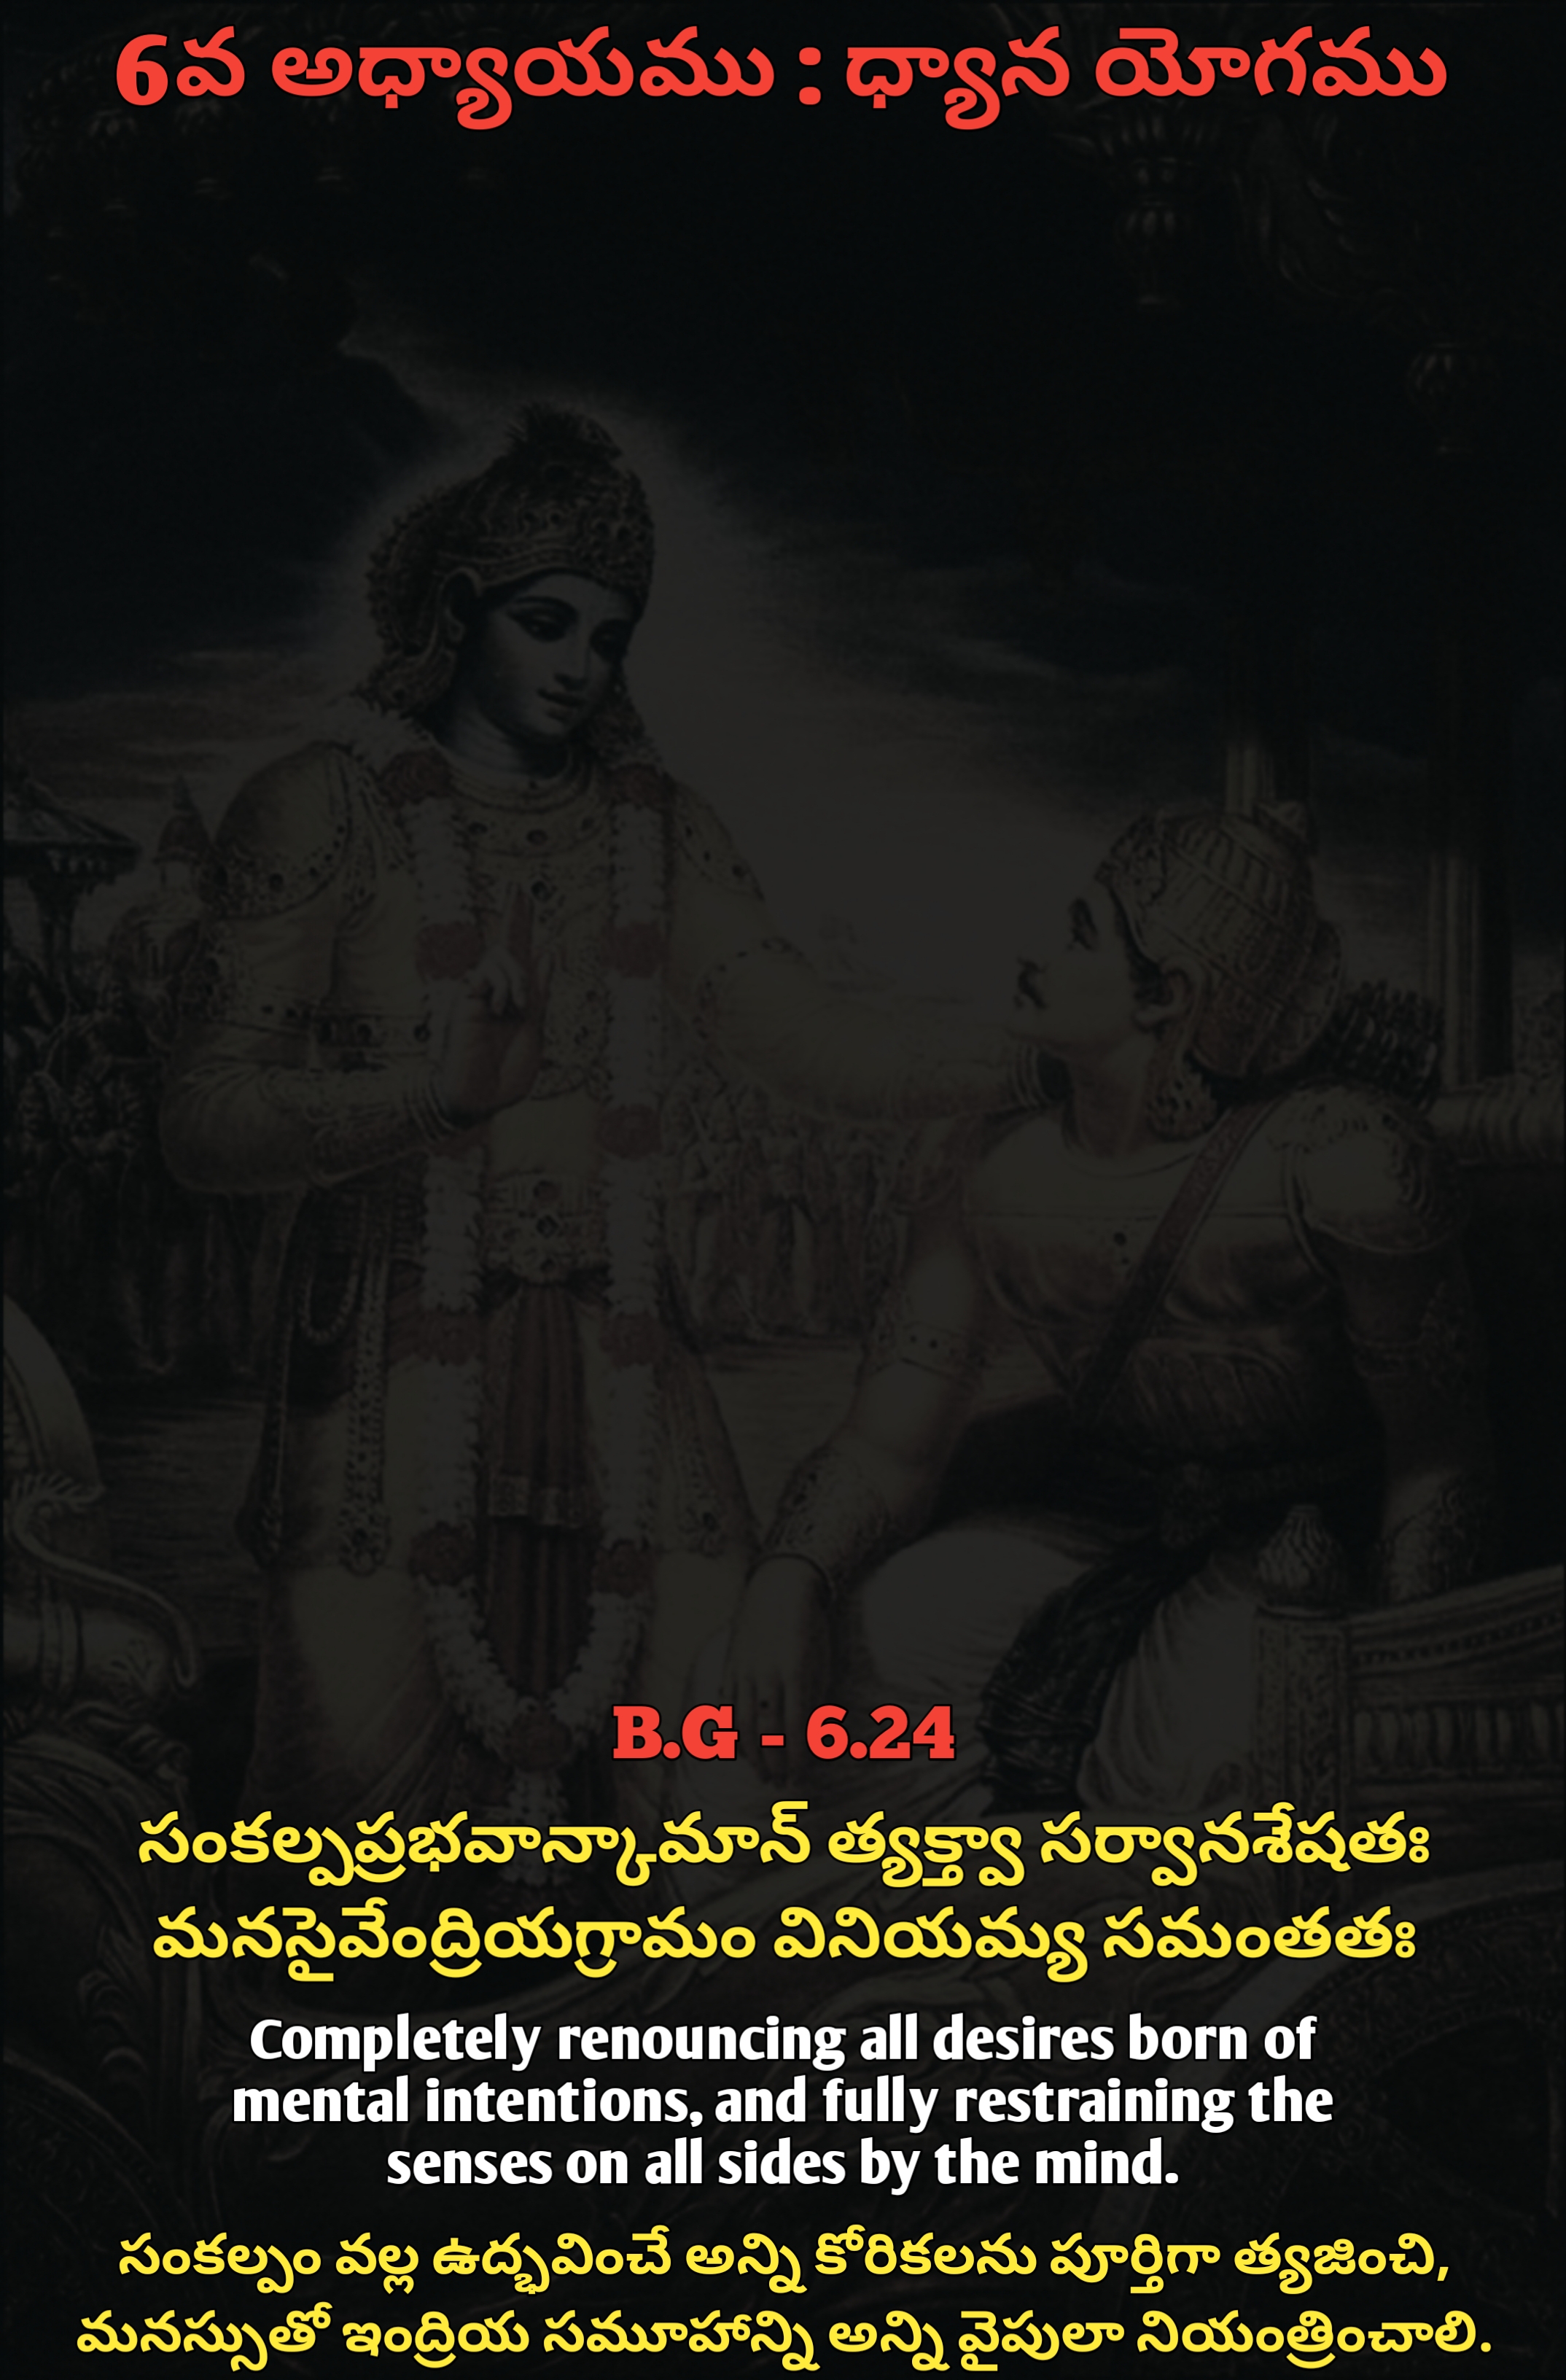 6వ అధ్యాయము : ధ్యాన యోగము
B.G - 6.24
సంకల్పప్రభవాన్కామాన్ త్యక్త్వా సర్వానశేషతః
మనసైవేంద్రియగ్రామం వినియమ్య సమంతతః
Completely renouncing all desires born of
mental intentions, and fully restraining the
senses on all sides by the mind.
సంకల్పం వల్ల ఉద్భవించే అన్ని కోరికలను పూర్తిగా త్యజించి,
మనస్సుతో ఇంద్రియ సమూహాన్ని అన్ని వైపులా నియంత్రించాలి.